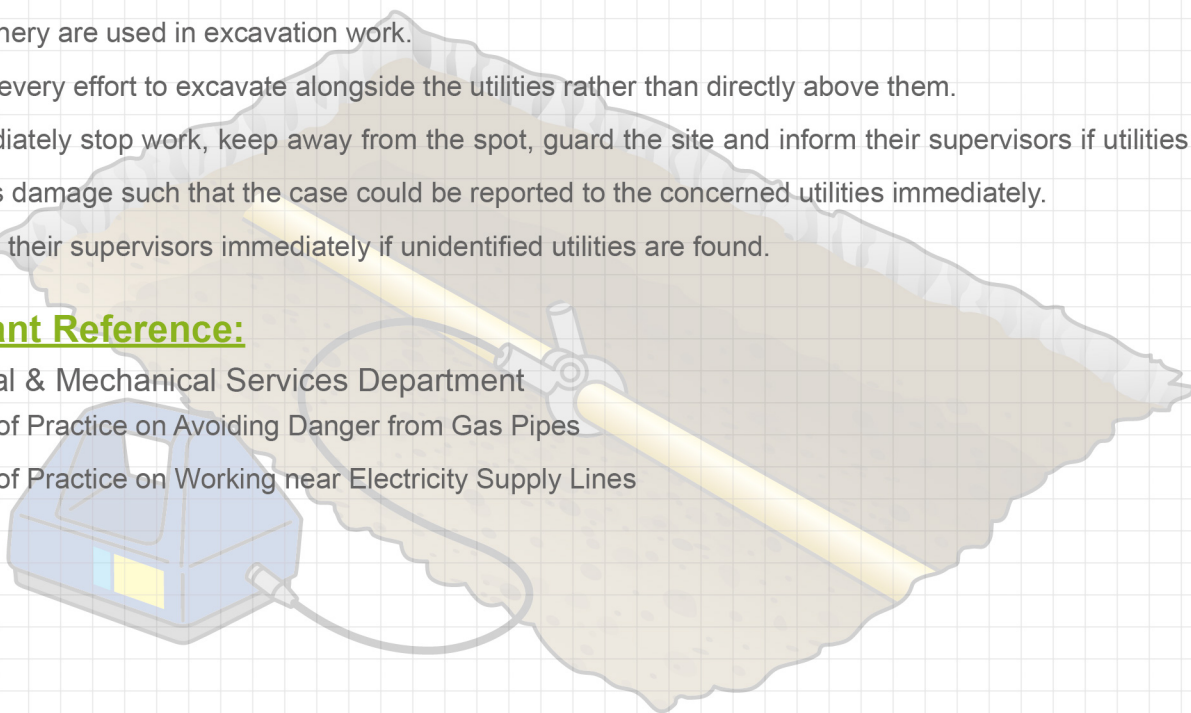 nery are used in excavation work.
every effort to excavate alongside the utilities rather than directly above them.
diately stop work, keep away from the spot, guard the site and inform their supervisors if utilities
s damage such that the case could be reported to the concerned utilities immediately.
their supervisors immediately if unidentified utilities are found.
ant Reference:
al & Mechanical Services Department
of Practice on Avoiding Danger from Gas Pipes
of Practice on Working near Electricity Supply Lines